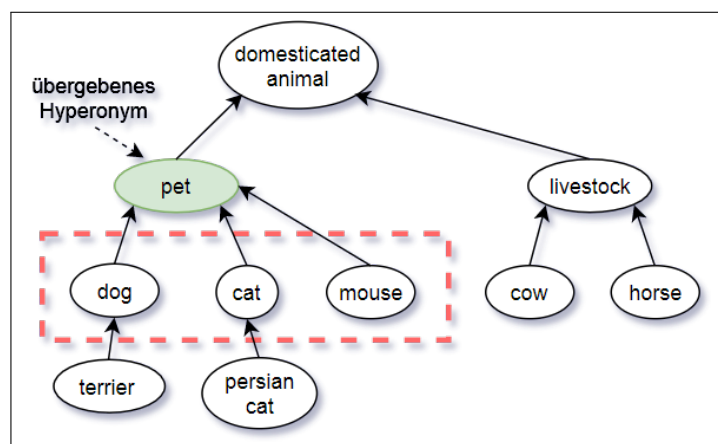 domesticated
animal
übergebenes
Hyperonym
pet
livestock
dog
cat
mouse
cow
horse
terrier
persian
cat